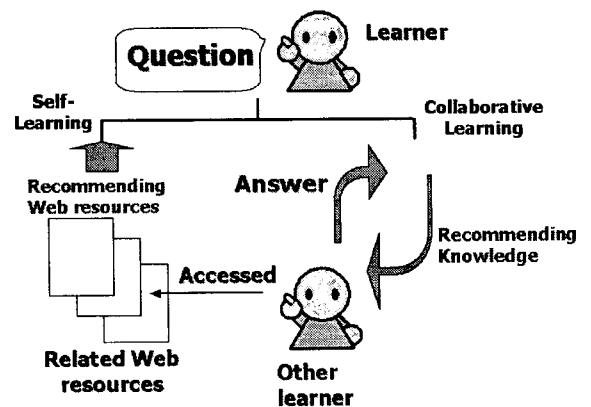 Learner
Question
Self-
Learning
Collaborative
Learning
Recommending
Web resources
Answer
Recommending
Knowledge
Accessed
Related Web
resources
Other
learner